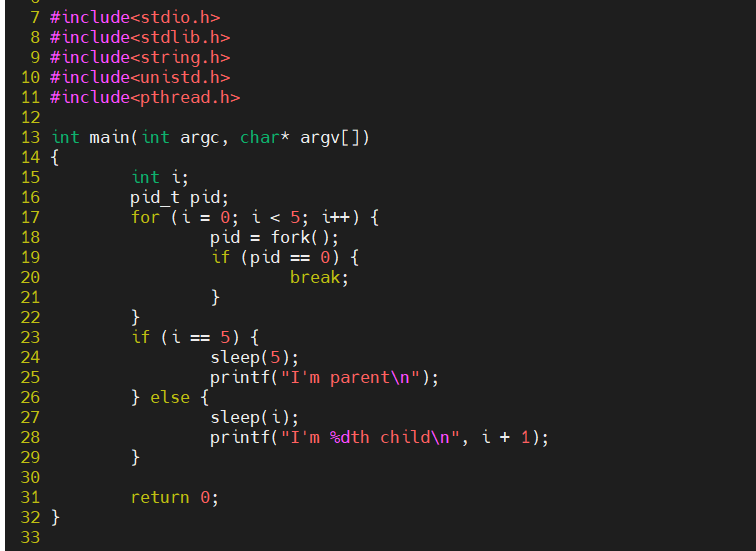 7 #include<stdio.h>
8 #include<stdlib.h>
9 #include<string.h>
10 #include<unistd.h>
11 #include<pthread.h>
12
13 int main(int argc, char* argv[])
14 {
15         int i;
16         pid_t pid;
17         for (i = 0; i < 5; i++) {
18                 pid = fork();
19                 if (pid == 0) {
20                         break;
21                 }
22         }
23         if (i == 5) {
24                 sleep(5);
25                 printf("I'm parent\n");
26         } else {
27                 sleep(i);
28                 printf("I'm %dth child\n", i + 1);
29         }
30
31         return 0;
32 }
33